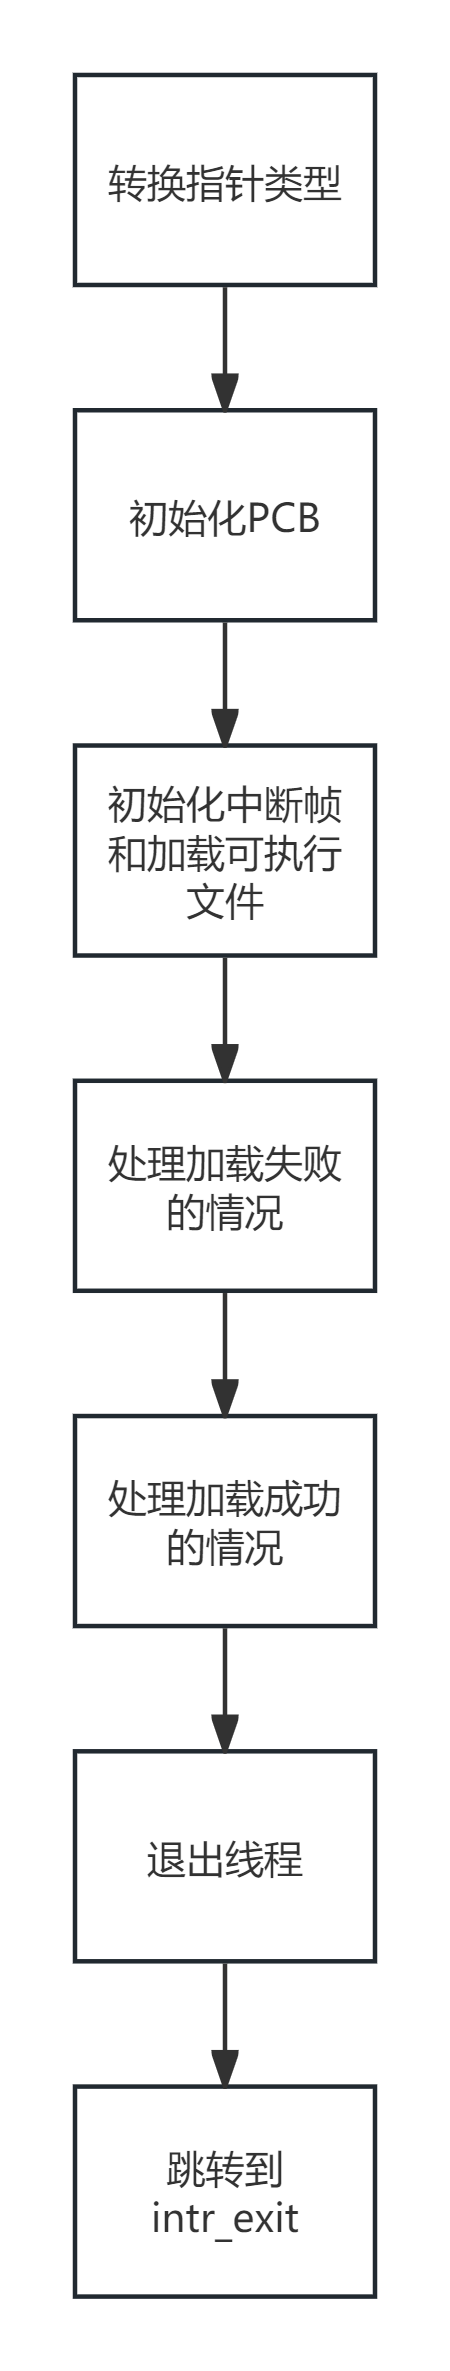 转换指针类型
初始化PCB
初始化中断帧
和加载可执行
文件
处理加载失败
的情况
处理加载成功
的情况
退出线程
跳转到
intr_exit